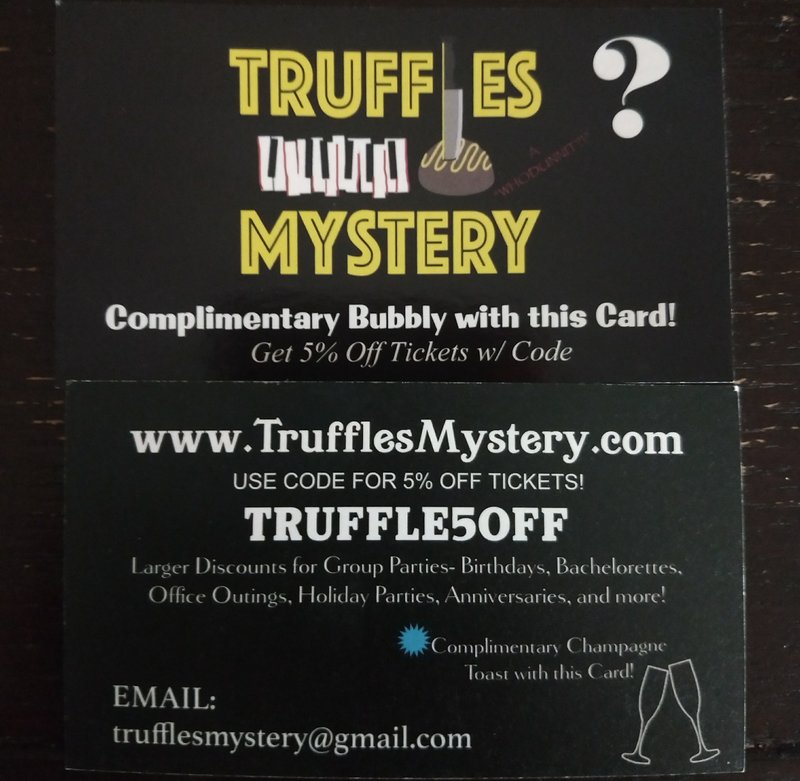 TRUFFLES
?
A
"WHODUNNIT?!?"
MYSTERY
Complimentary Bubbly with this Card!
Get 5% Off Tickets w/ Code
www.TrufflesMystery.com
USE CODE FOR 5% OFF TICKETS!
TRUFFLE5OFF
Larger Discounts for Group Parties- Birthdays, Bachelorettes,
Office Outings, Holiday Parties, Anniversaries, and more!
Complimentary Champagne
Toast with this Card!
EMAIL:
trufflesmystery@gmail.com